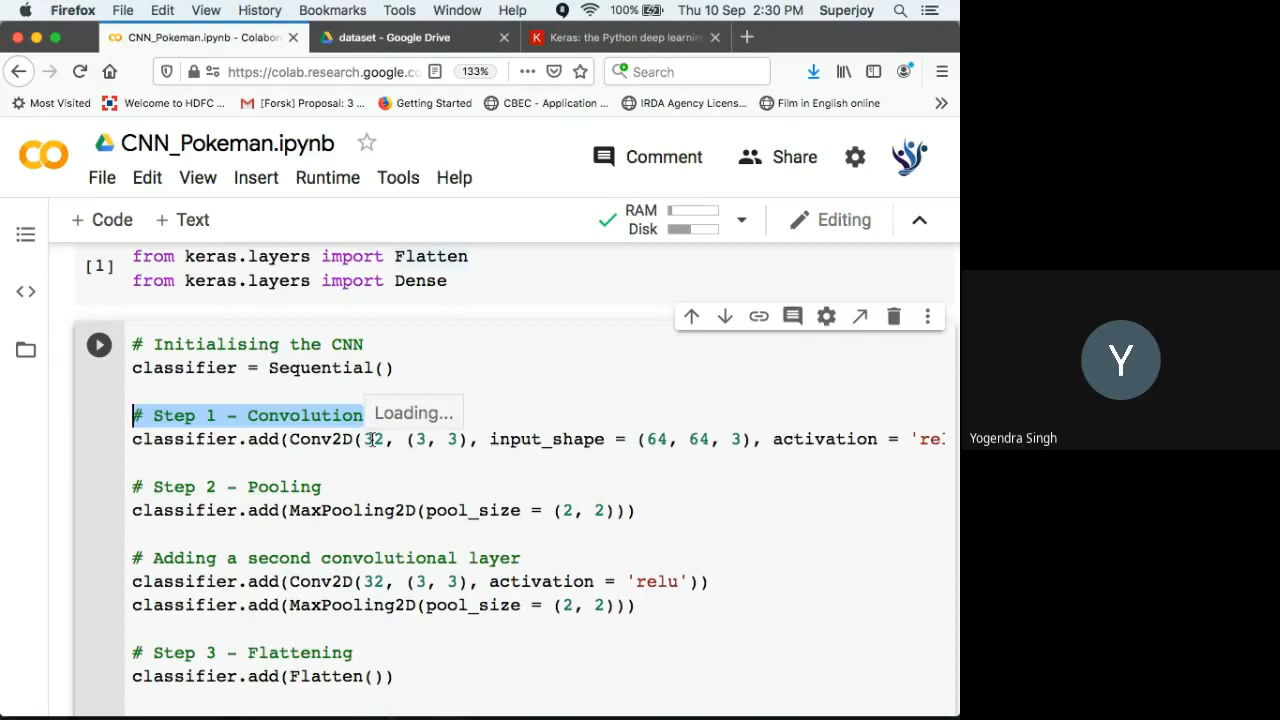 Firefox File Edit View History Bookmarks Tools Window Help 100% Thu 10 Sep 2:30 PM Superjoy
CNN_Pokeman.ipynb - Colabora dataset - Google Drive Keras: the Python deep learning
https://colab.research.google.co 133% Search
Most Visited Welcome to HDFC ... [Forsk] Proposal: 3 ... Getting Started CBEC - Application ... IRDA Agency Licens... Film in English online
CNN_Pokeman.ipynb
Comment Share
File Edit View Insert Runtime Tools Help
+ Code + Text RAM Disk Editing
[1] from keras.layers import Flatten
from keras.layers import Dense
# Initialising the CNN
classifier = Sequential()
# Step 1 - Convolution
Loading...
classifier.add(Conv2D(32, (3, 3), input_shape = (64, 64, 3), activation = 'rel
# Step 2 - Pooling
classifier.add(MaxPooling2D(pool_size = (2, 2)))
# Adding a second convolutional layer
classifier.add(Conv2D(32, (3, 3), activation = 'relu'))
classifier.add(MaxPooling2D(pool_size = (2, 2)))
# Step 3 - Flattening
classifier.add(Flatten())
Y
Yogendra Singh